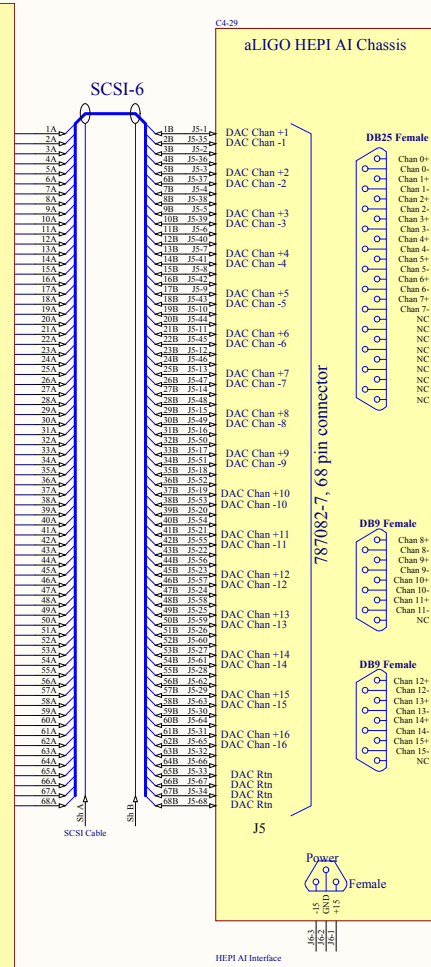 C4-29
aLIGO HEPI AI Chassis
SCSI-6
1A 1B J5-1 DAC Chan +1
2A 2B J5-35 DAC Chan -1
3A 3B J5-2
4A 4B J5-36
5A 5B J5-3 DAC Chan +2
6A 6B J5-37 DAC Chan -2
7A 7B J5-4
8A 8B J5-38
9A 9B J5-5 DAC Chan +3
10A 10B J5-39 DAC Chan -3
11A 11B J5-6
12A 12B J5-40
13A 13B J5-7 DAC Chan +4
14A 14B J5-41 DAC Chan -4
15A 15B J5-8
16A 16B J5-42
17A 17B J5-9 DAC Chan +5
18A 18B J5-43 DAC Chan -5
19A 19B J5-10
20A 20B J5-44
21A 21B J5-11 DAC Chan +6
22A 22B J5-45 DAC Chan -6
23A 23B J5-12
24A 24B J5-46
25A 25B J5-13 DAC Chan +7
26A 26B J5-47 DAC Chan -7
27A 27B J5-14
28A 28B J5-48
29A 29B J5-15 DAC Chan +8
30A 30B J5-49 DAC Chan -8
31A 31B J5-16
32A 32B J5-50
33A 33B J5-17 DAC Chan +9
34A 34B J5-51 DAC Chan -9
35A 35B J5-18
36A 36B J5-52
37A 37B J5-19 DAC Chan +10
38A 38B J5-53 DAC Chan -10
39A 39B J5-20
40A 40B J5-54
41A 41B J5-21 DAC Chan +11
42A 42B J5-55 DAC Chan -11
43A 43B J5-22
44A 44B J5-56
45A 45B J5-23 DAC Chan +12
46A 46B J5-57 DAC Chan -12
47A 47B J5-24
48A 48B J5-58
49A 49B J5-25 DAC Chan +13
50A 50B J5-59 DAC Chan -13
51A 51B J5-26
52A 52B J5-60
53A 53B J5-27 DAC Chan +14
54A 54B J5-61 DAC Chan -14
55A 55B J5-28
56A 56B J5-62
57A 57B J5-29 DAC Chan +15
58A 58B J5-63 DAC Chan -15
59A 59B J5-30
60A 60B J5-64
61A 61B J5-31 DAC Chan +16
62A 62B J5-65 DAC Chan -16
63A 63B J5-32
64A 64B J5-66
65A 65B J5-33 DAC Rtn
66A 66B J5-67 DAC Rtn
67A 67B J5-34 DAC Rtn
68A 68B J5-68 DAC Rtn
Sh A
Sh B
SCSI Cable
J5
787082-7, 68 pin connector
DB25 Female
Chan 0+
Chan 0-
Chan 1+
Chan 1-
Chan 2+
Chan 2-
Chan 3+
Chan 3-
Chan 4+
Chan 4-
Chan 5+
Chan 5-
Chan 6+
Chan 6-
Chan 7+
Chan 7-
NC
NC
NC
NC
NC
NC
NC
NC
NC
DB9 Female
Chan 8+
Chan 8-
Chan 9+
Chan 9-
Chan 10+
Chan 10-
Chan 11+
Chan 11-
NC
DB9 Female
Chan 12+
Chan 12-
Chan 13+
Chan 13-
Chan 14+
Chan 14-
Chan 15+
Chan 15-
NC
Power
Female
-15
GND
+15
J6-3
J6-2
J6-1
HEPI AI Interface